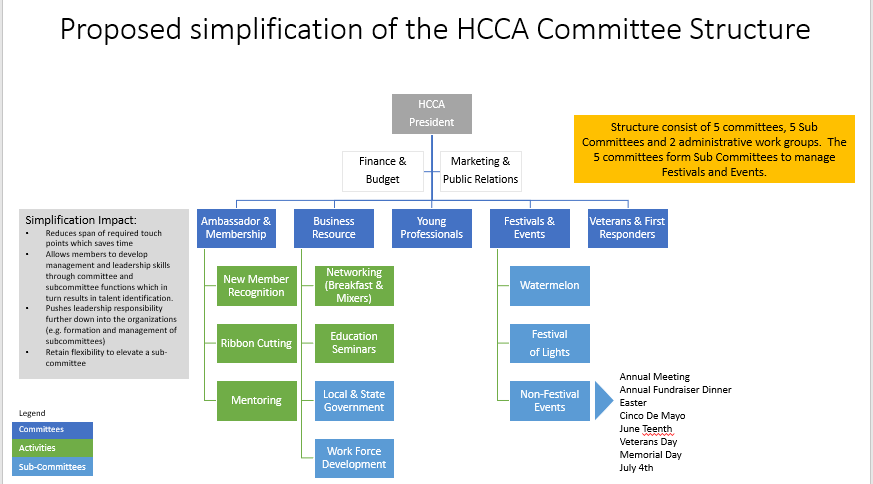 Proposed simplification of the HCCA Committee Structure
HCCA
President
Structure consist of 5 committees, 5 Sub
Committees and 2 administrative work groups. The
5 committees form Sub Committees to manage
Festivals and Events.
Finance &
Budget
Marketing &
Public Relations
Simplification Impact:
• Reduces span of required touch
points which saves time
• Allows members to develop
management and leadership skills
through committee and
subcommittee functions which in
turn results in talent identification.
• Pushes leadership responsibility
further down into the organizations
(e.g. formation and management of
subcommittees)
• Retain flexibility to elevate a sub-
committee
Ambassador &
Membership
Business
Resource
Young
Professionals
Festivals &
Events
Veterans & First
Responders
New Member
Recognition
Ribbon Cutting
Mentoring
Networking
(Breakfast &
Mixers)
Education
Seminars
Local & State
Government
Work Force
Development
Watermelon
Festival
of Lights
Non-Festival
Events
Annual Meeting
Annual Fundraiser Dinner
Easter
Cinco De Mayo
June Teenth
Veterans Day
Memorial Day
July 4th
Legend
Committees
Activities
Sub-Committees